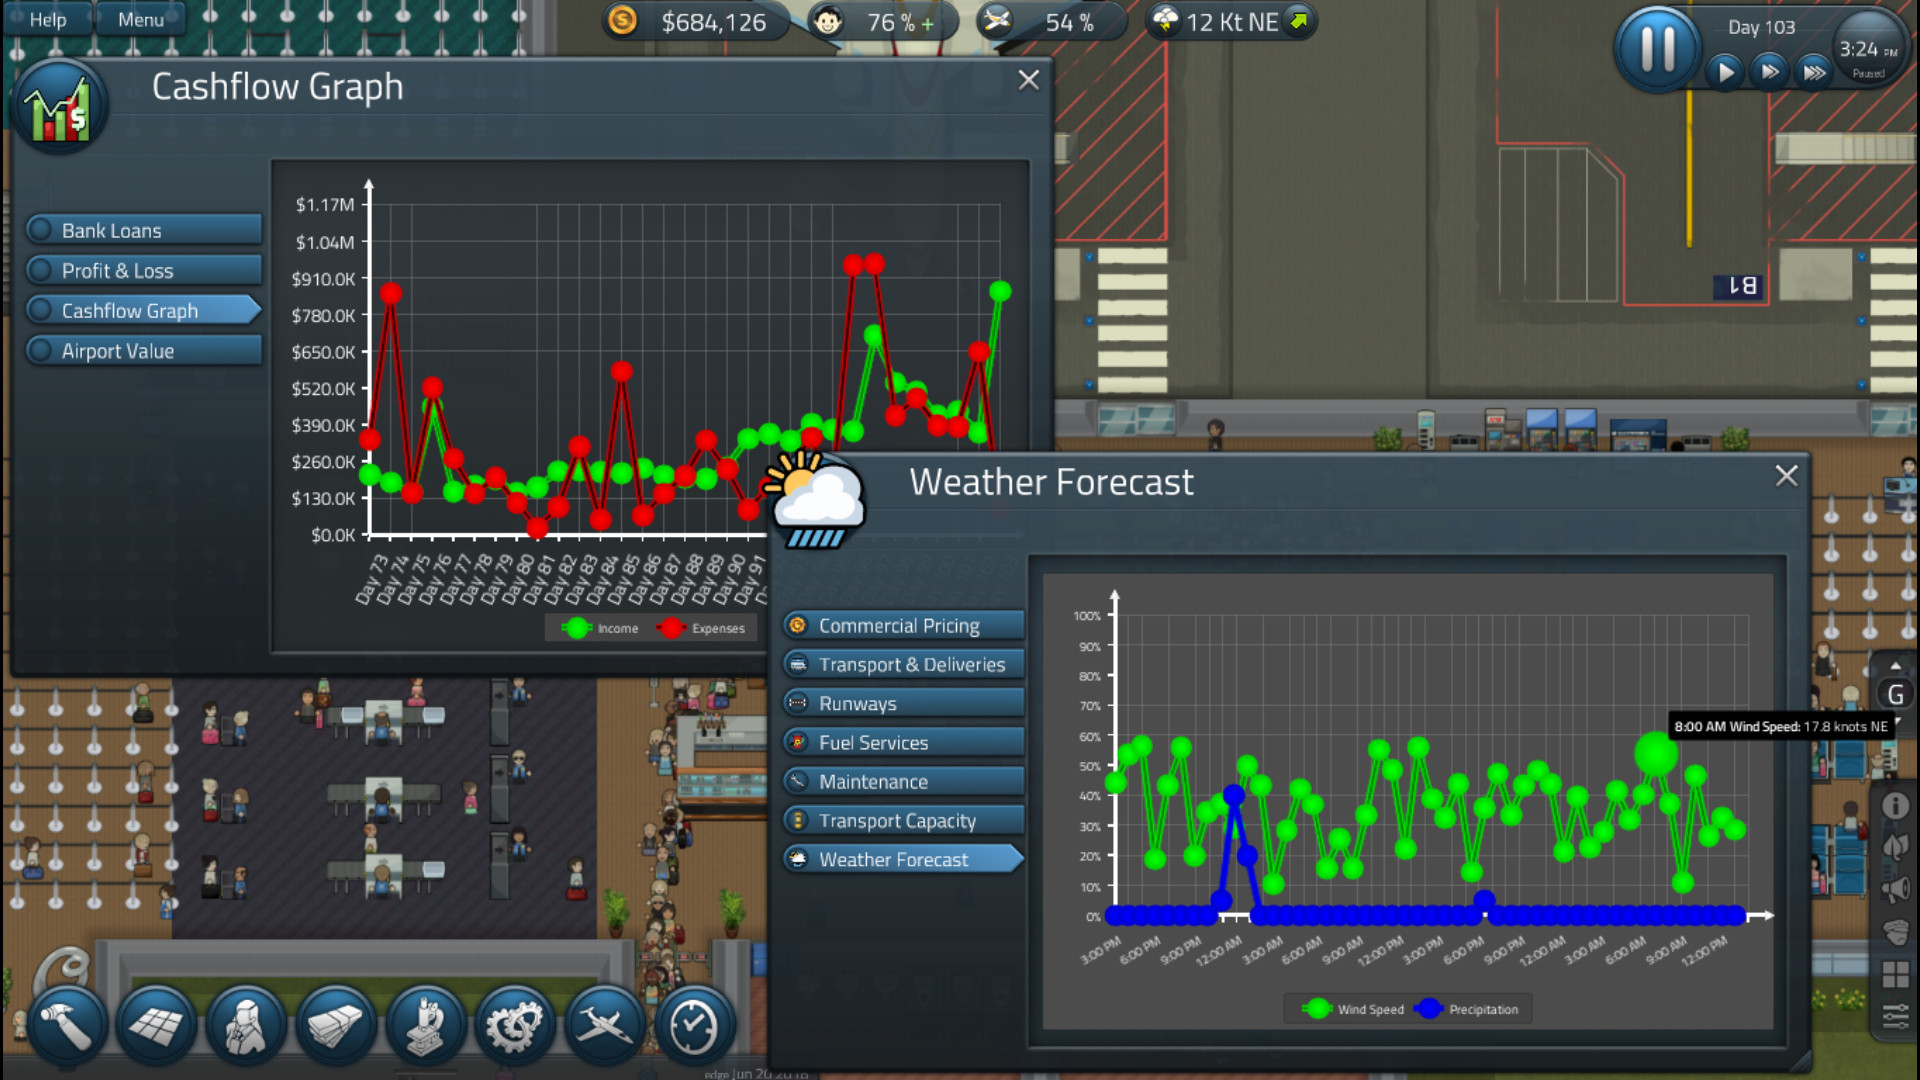 Help
Menu
$684,126
76 % +
54 %
12 Kt NE
Day 103
3:24 PM
Paused
Cashflow Graph
Bank Loans
Profit & Loss
Cashflow Graph
Airport Value
$1.17M
$1.04M
$910.0K
$780.0K
$650.0K
$520.0K
$390.0K
$260.0K
$130.0K
$0.0K
Day 73
Day 74
Day 75
Day 76
Day 77
Day 78
Day 79
Day 80
Day 81
Day 82
Day 83
Day 84
Day 85
Day 86
Day 87
Day 88
Day 89
Day 90
Day 91
Income
Expenses
B1
Weather Forecast
Commercial Pricing
Transport & Deliveries
Runways
Fuel Services
Maintenance
Transport Capacity
Weather Forecast
100%
90%
80%
70%
60%
50%
40%
30%
20%
10%
0%
8:00 AM Wind Speed: 17.8 knots NE
3:00 PM
6:00 PM
9:00 PM
12:00 AM
3:00 AM
6:00 AM
9:00 AM
12:00 PM
3:00 PM
6:00 PM
9:00 PM
12:00 AM
3:00 AM
6:00 AM
9:00 AM
12:00 PM
Wind Speed
Precipitation
G